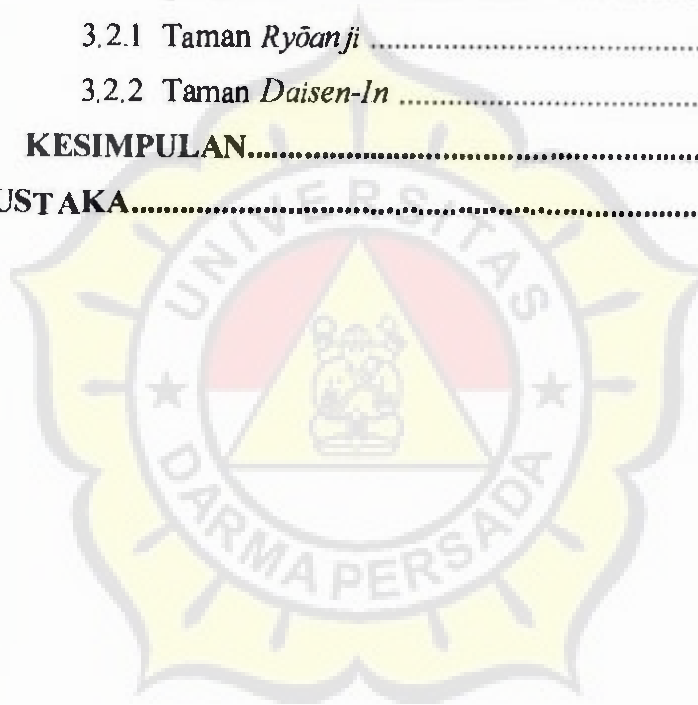 3.2.1 Taman Ryōanji ............................................................
3.2.2 Taman Daisen-In ............................................................
KESIMPULAN............................................................
USTAKA............................................................
UNIVERSITAS
DARMA PERSADA